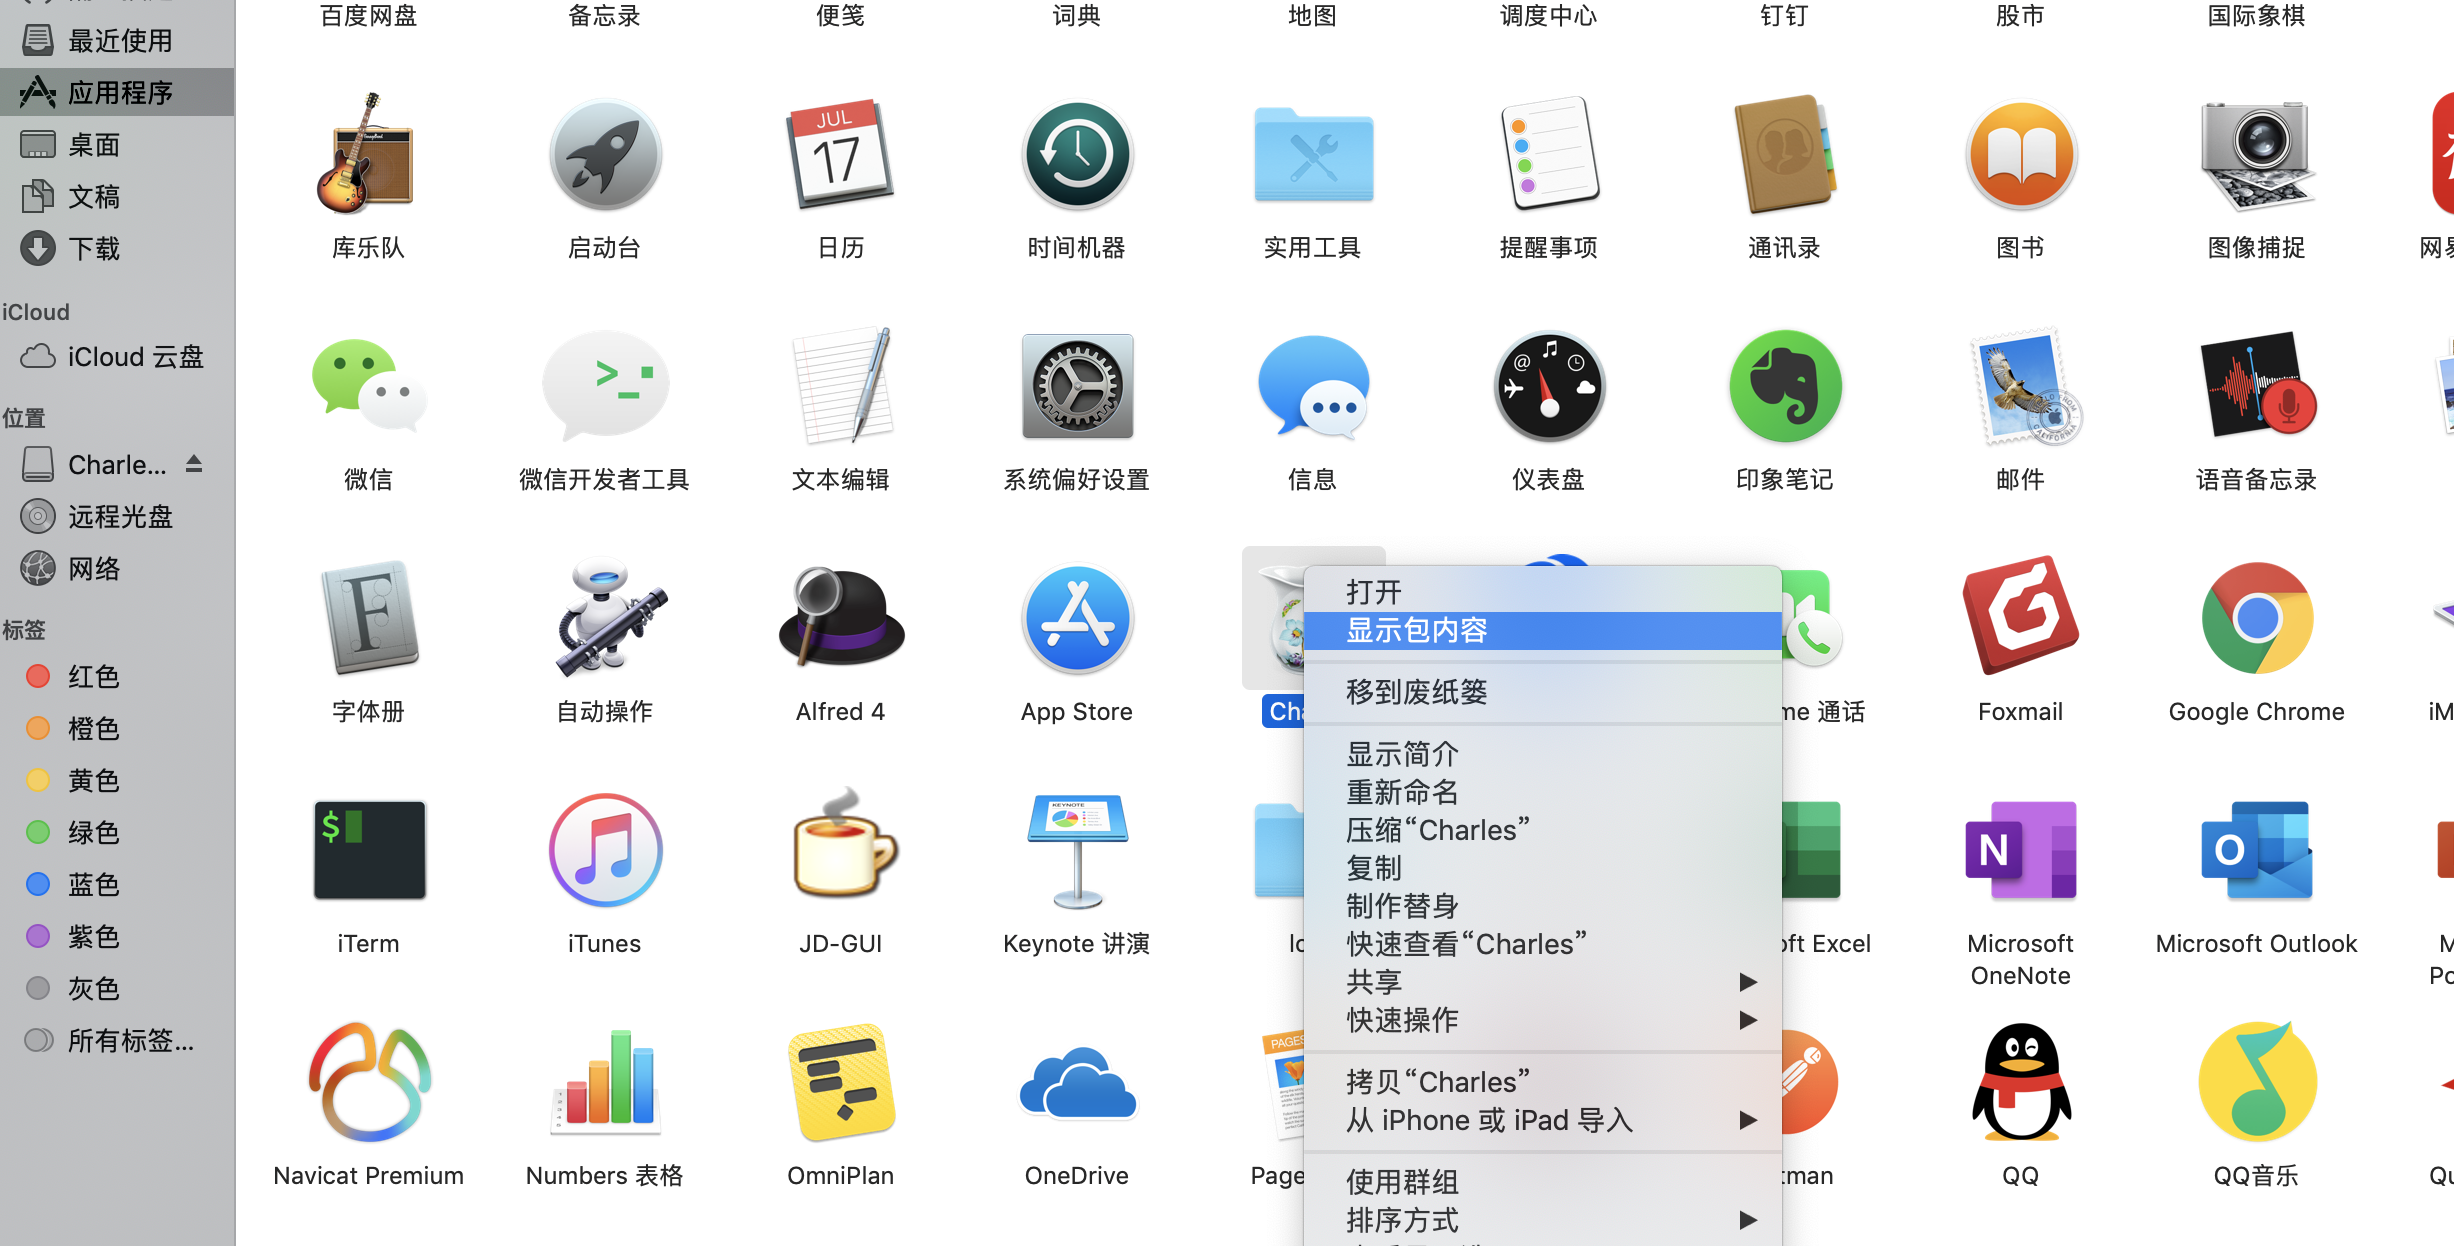 百度网盘
备忘录
便笺
词典
地图
调度中心
钉钉
股市
国际象棋
最近使用
应用程序
桌面
文稿
下载
iCloud
iCloud 云盘
位置
Charle...
远程光盘
网络
标签
红色
橙色
黄色
绿色
蓝色
紫色
灰色
所有标签...
JUL
17
库乐队
启动台
日历
时间机器
实用工具
提醒事项
通讯录
图书
图像捕捉
微信
微信开发者工具
文本编辑
系统偏好设置
信息
仪表盘
印象笔记
邮件
语音备忘录
字体册
自动操作
Alfred 4
App Store
me 通话
Foxmail
Google Chrome
KEYNOTE
iTerm
iTunes
JD-GUI
Keynote 讲演
ft Excel
Microsoft
OneNote
Microsoft Outlook
PAGES
Navicat Premium
Numbers 表格
OmniPlan
OneDrive
Page
tman
QQ
QQ音乐
打开
显示包内容
移到废纸篓
显示简介
重新命名
压缩“Charles”
复制
制作替身
快速查看“Charles”
共享
快速操作
拷贝“Charles”
从 iPhone 或 iPad 导入
使用群组
排序方式